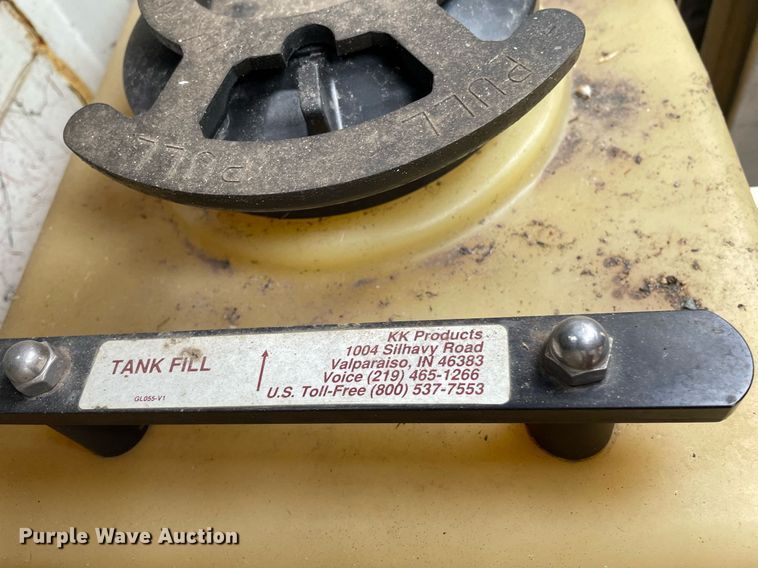 PULL
PULL
TANK FILL
GL055-V1
KK Products
1004 Silhavy Road
Valparaiso, IN 46383
Voice (219) 465-1266
U.S. Toll-Free (800) 537-7553
Purple Wave Auction